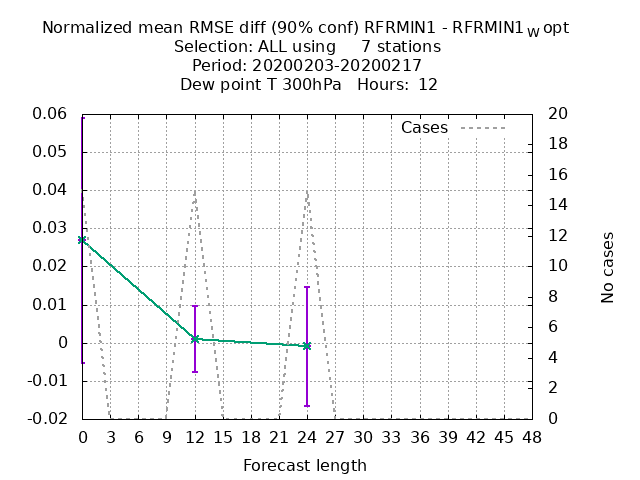 Normalized mean RMSE diff (90% conf) RFRMIN1 - RFRMIN1wopt
Selection: ALL using 7 stations
Period: 20200203-20200217
Dew point T 300hPa Hours: 12
Cases
0.06
0.05
0.04
0.03
0.02
0.01
0
-0.01
-0.02
20
18
16
14
12
10
8
6
4
2
0
No cases
0 3 6 9 12 15 18 21 24 27 30 33 36 39 42 45 48
Forecast length